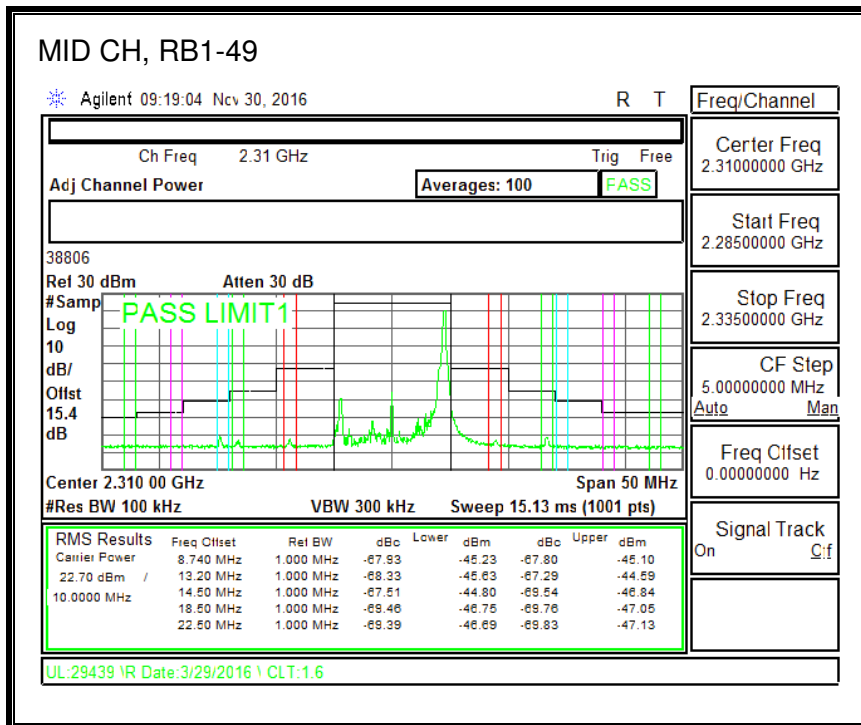 MID CH, RB1-49
Agilent 09:19:04 Nov 30, 2016 R T
Freq/Channel
Ch Freq 2.31 GHz Trig Free
Adj Channel Power Averages: 100 PASS
Center Freq
2.31000000 GHz
Start Freq
2.28500000 GHz
Stop Freq
2.33500000 GHz
CF Step
5.00000000 MHz
Auto Man
Freq Offset
0.00000000 Hz
Signal Track
On Off
38806
Ref 30 dBm Atten 30 dB
#Samp
Log
10
dB/
Offst
15.4
dB
PASS LIMIT1
Center 2.310 00 GHz Span 50 MHz
#Res BW 100 kHz VBW 300 kHz Sweep 15.13 ms (1001 pts)
RMS Results Freq Offset Ref BW dBc Lower dBm dBc Upper dBm
Carrier Power 8.740 MHz 1.000 MHz -67.93 -45.23 -67.80 -45.10
22.70 dBm / 13.20 MHz 1.000 MHz -68.33 -45.63 -67.29 -44.59
10.0000 MHz 14.50 MHz 1.000 MHz -67.51 -44.80 -69.54 -46.84
18.50 MHz 1.000 MHz -69.46 -46.75 -69.76 -47.05
22.50 MHz 1.000 MHz -69.39 -46.69 -69.83 -47.13
UL:29439 \R Date:3/29/2016 \ CLT:1.6